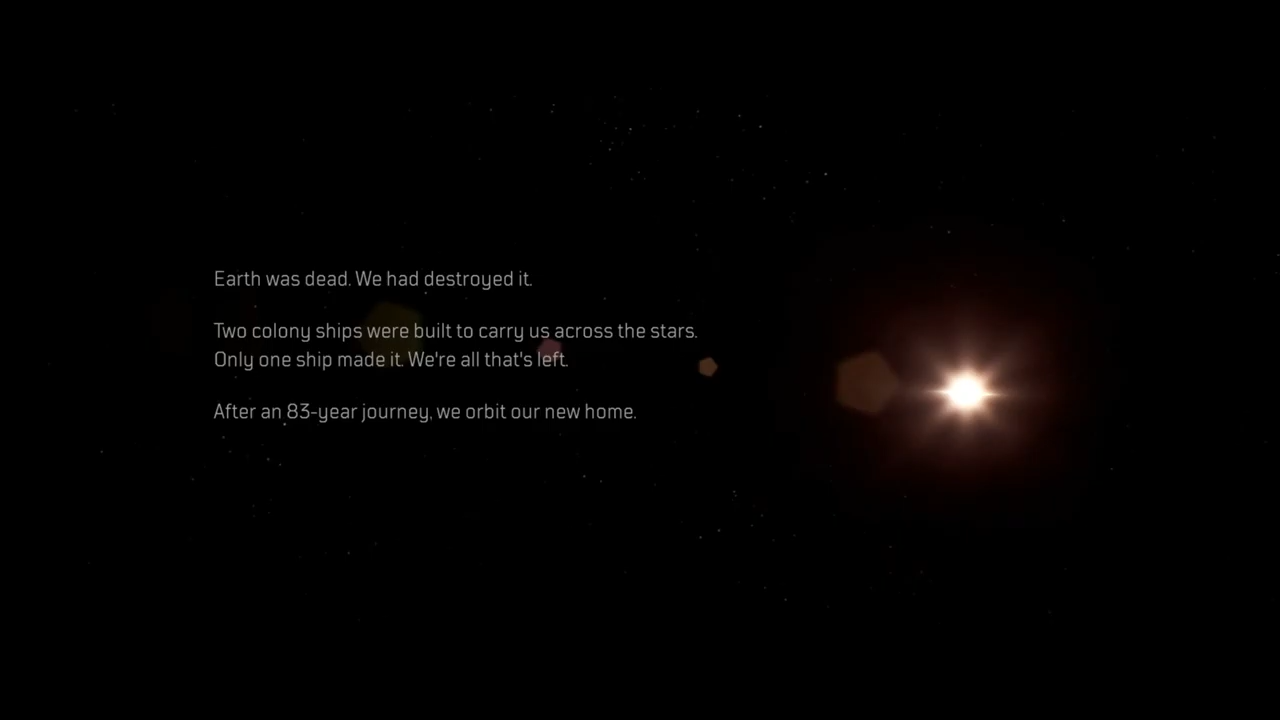 Earth was dead. We had destroyed it.
Two colony ships were built to carry us across the stars.
Only one ship made it. We're all that's left.
After an 83-year journey, we orbit our new home.